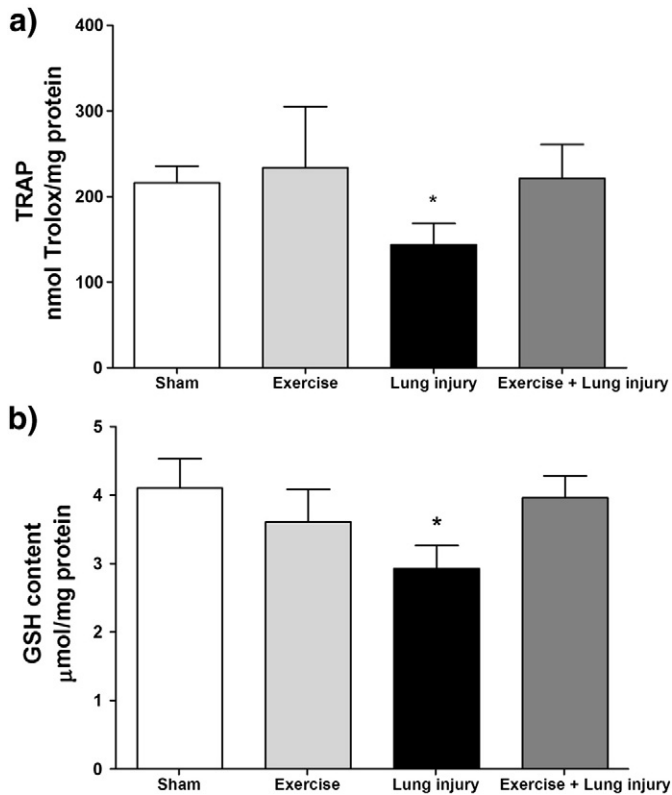 a)
TRAP
nmol Trolox/mg protein
400
300
200
100
0
*
Sham Exercise Lung injury Exercise + Lung injury
b)
GSH content
μmol/mg protein
5
4
3
2
1
0
*
Sham Exercise Lung injury Exercise + Lung injury